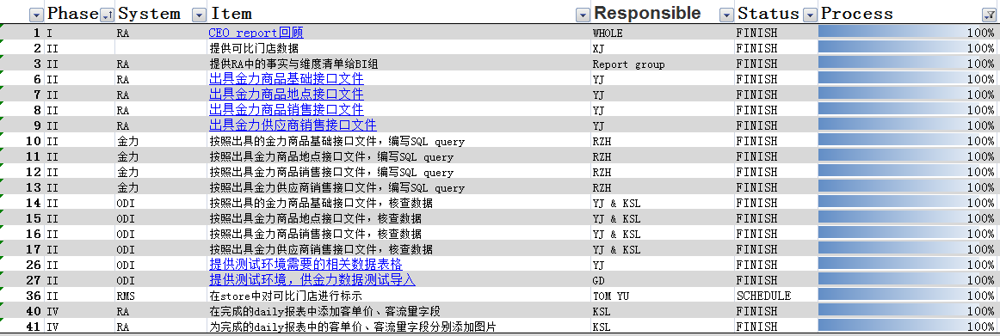 Phase System Item Responsible Status Process
1 I RA CEO report回顾 WHOLE FINISH 100%
2 II 提供可比门店数据 XJ FINISH 100%
3 II RA 提供RA中的事实与维度清单给BI组 Report group FINISH 100%
6 II RA 出具金力商品基础接口文件 YJ FINISH 100%
7 II RA 出具金力商品地点接口文件 YJ FINISH 100%
8 II RA 出具金力商品销售接口文件 YJ FINISH 100%
9 II RA 出具金力供应商销售接口文件 YJ FINISH 100%
10 II 金力 按照出具的金力商品基础接口文件，编写SQL query RZH FINISH 100%
11 II 金力 按照出具金力商品地点接口文件，编写SQL query RZH FINISH 100%
12 II 金力 按照出具金力商品销售接口文件，编写SQL query RZH FINISH 100%
13 II 金力 按照出具金力供应商销售接口文件，编写SQL query RZH FINISH 100%
14 II ODI 按照出具的金力商品基础接口文件，核查数据 YJ & KSL FINISH 100%
15 II ODI 按照出具金力商品地点接口文件，核查数据 YJ & KSL FINISH 100%
16 II ODI 按照出具金力商品销售接口文件，核查数据 YJ & KSL FINISH 100%
17 II ODI 按照出具金力供应商销售接口文件，核查数据 YJ & KSL FINISH 100%
26 II ODI 提供测试环境需要的相关数据表格 YJ FINISH 100%
27 II ODI 提供测试环境，供金力数据测试导入 GD FINISH 100%
36 II RMS 在store中对可比门店进行标示 TOM YU SCHEDULE 100%
40 IV RA 在完成的daily报表中添加客单价、客流量字段 KSL FINISH 100%
41 IV RA 为完成的daily报表中的客单价、客流量字段分别添加图片 KSL FINISH 100%